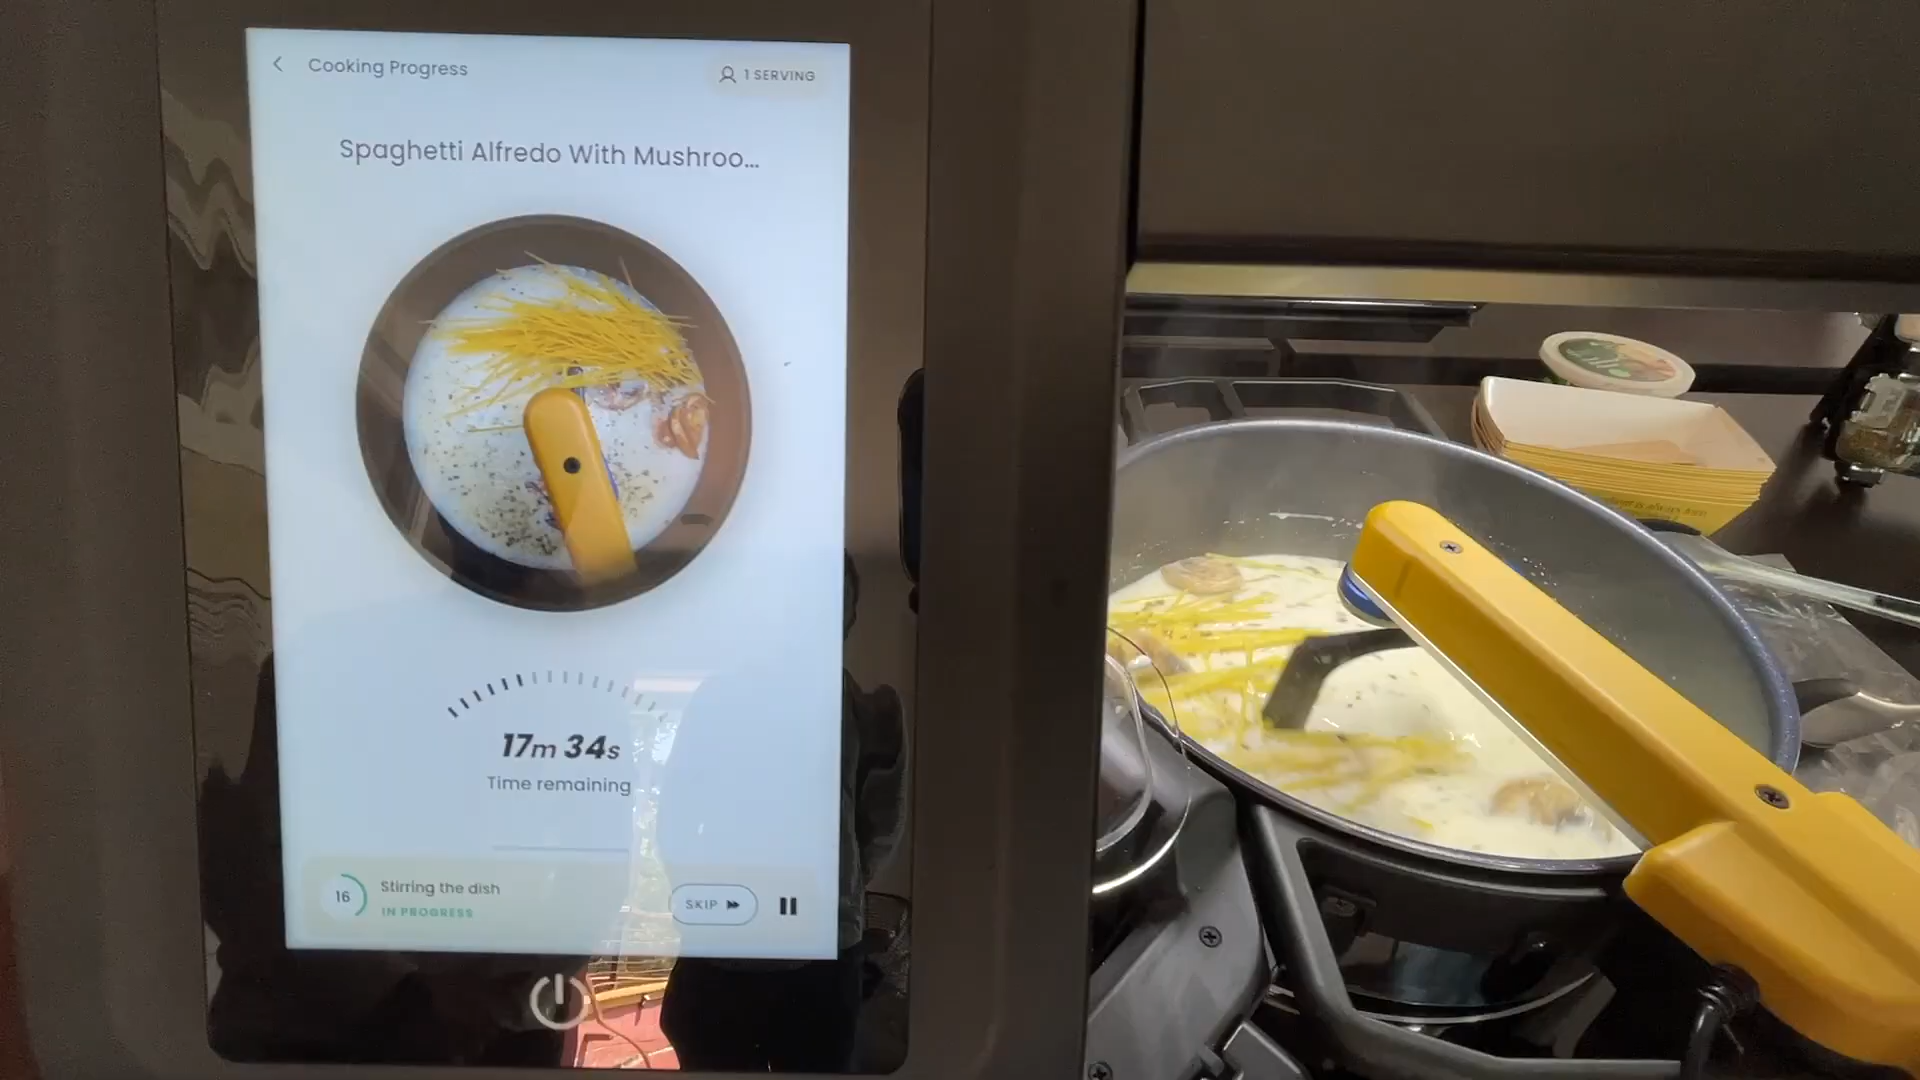 Cooking Progress
1 SERVING
Spaghetti Alfredo With Mushroo...
17m 34s
Time remaining
16
Stirring the dish
IN PROGRESS
SKIP